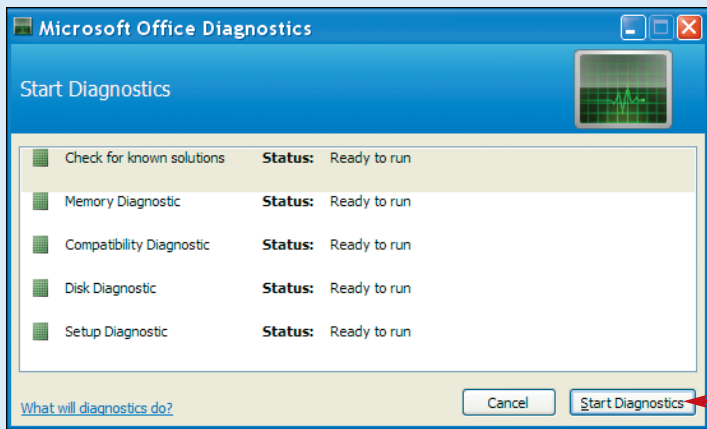 Microsoft Office Diagnostics
Start Diagnostics
Check for known solutions Status: Ready to run
Memory Diagnostic Status: Ready to run
Compatibility Diagnostic Status: Ready to run
Disk Diagnostic Status: Ready to run
Setup Diagnostic Status: Ready to run
What will diagnostics do? Cancel Start Diagnostics